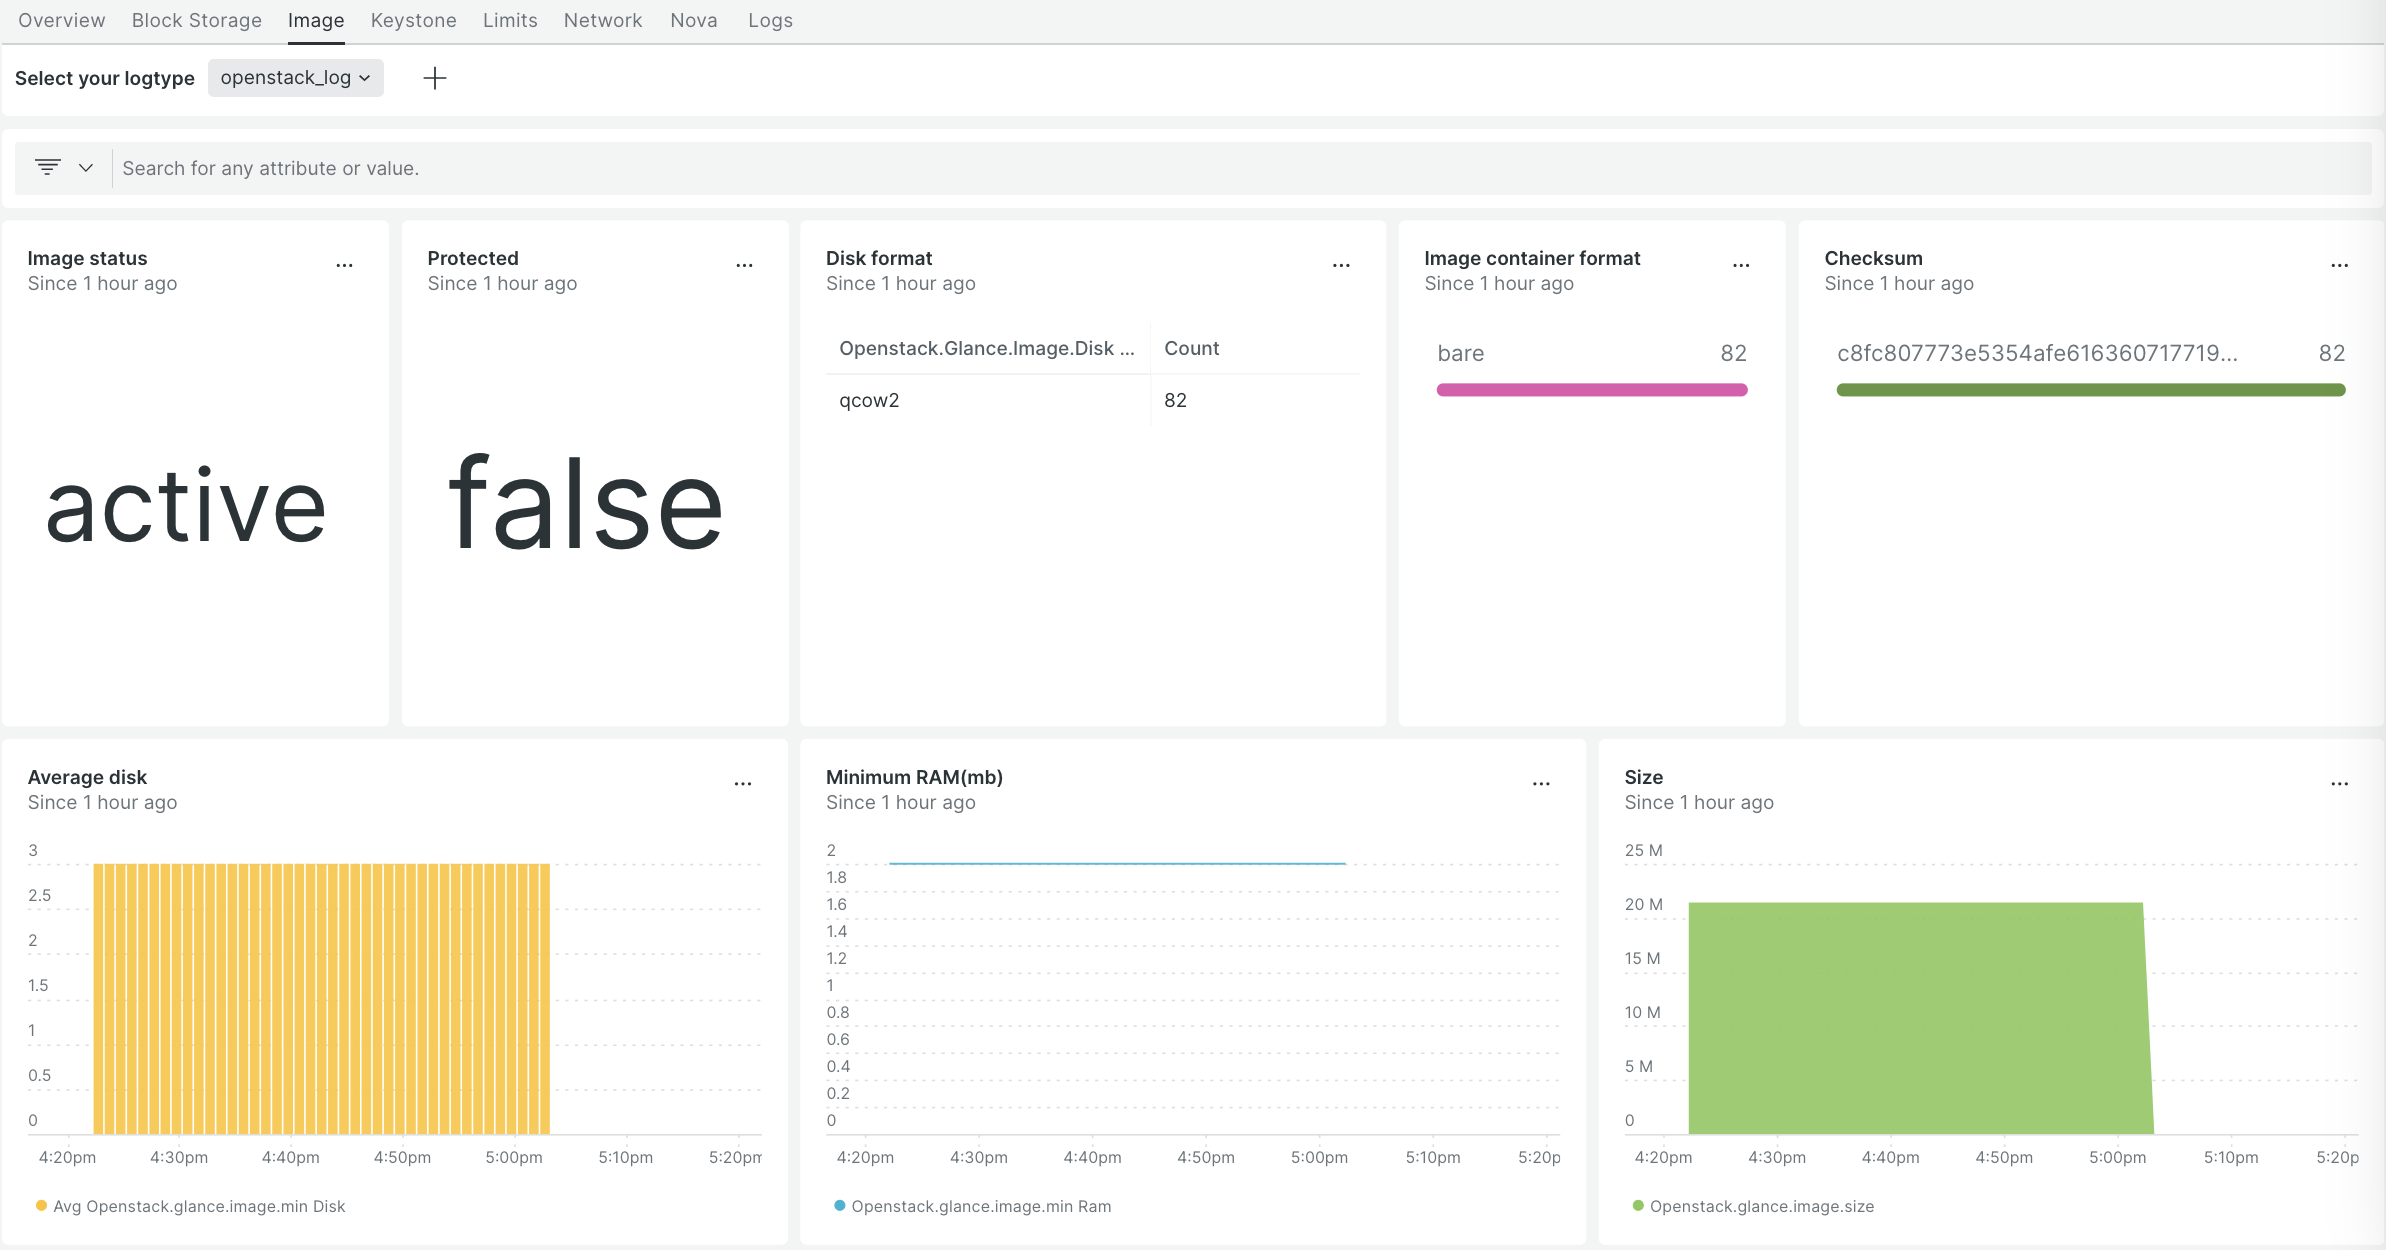 Overview Block Storage Image Keystone Limits Network Nova Logs
Select your logtype openstack_log
Search for any attribute or value.
Image status
Since 1 hour ago
active
Protected
Since 1 hour ago
false
Disk format
Since 1 hour ago
Openstack.Glance.Image.Disk ... Count
qcow2 82
Image container format
Since 1 hour ago
bare 82
Checksum
Since 1 hour ago
c8fc807773e5354afe616360717719... 82
Average disk
Since 1 hour ago
3
2.5
2
1.5
1
0.5
0
4:20pm 4:30pm 4:40pm 4:50pm 5:00pm 5:10pm 5:20pm
Avg Openstack.glance.image.min Disk
Minimum RAM(mb)
Since 1 hour ago
2
1.8
1.6
1.4
1.2
1
0.8
0.6
0.4
0.2
0
4:20pm 4:30pm 4:40pm 4:50pm 5:00pm 5:10pm 5:20p
Openstack.glance.image.min Ram
Size
Since 1 hour ago
25 M
20 M
15 M
10 M
5 M
0
4:20pm 4:30pm 4:40pm 4:50pm 5:00pm 5:10pm 5:20p
Openstack.glance.image.size